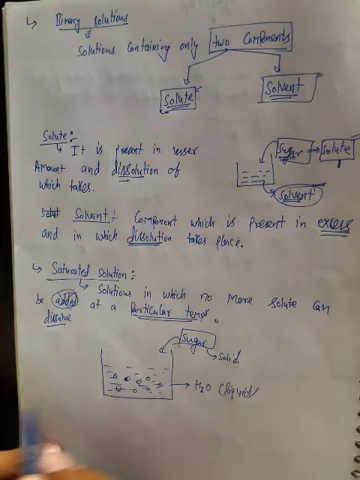 ↳ Binary solutions
Solutions containing only two Components
Solute
Solvent
Solute:
↳ It is present in lesser
Amount and dissolution of
which takes.
Sugar → Solute
Solvent
Solvent: Component which is present in excess
and in which dissolution takes place.
↳ Saturated Solution:
↳ Solutions in which no more solute can
be added at a particular tempt.
dissolve
Sugar
Solid
→ H2O (liquid)